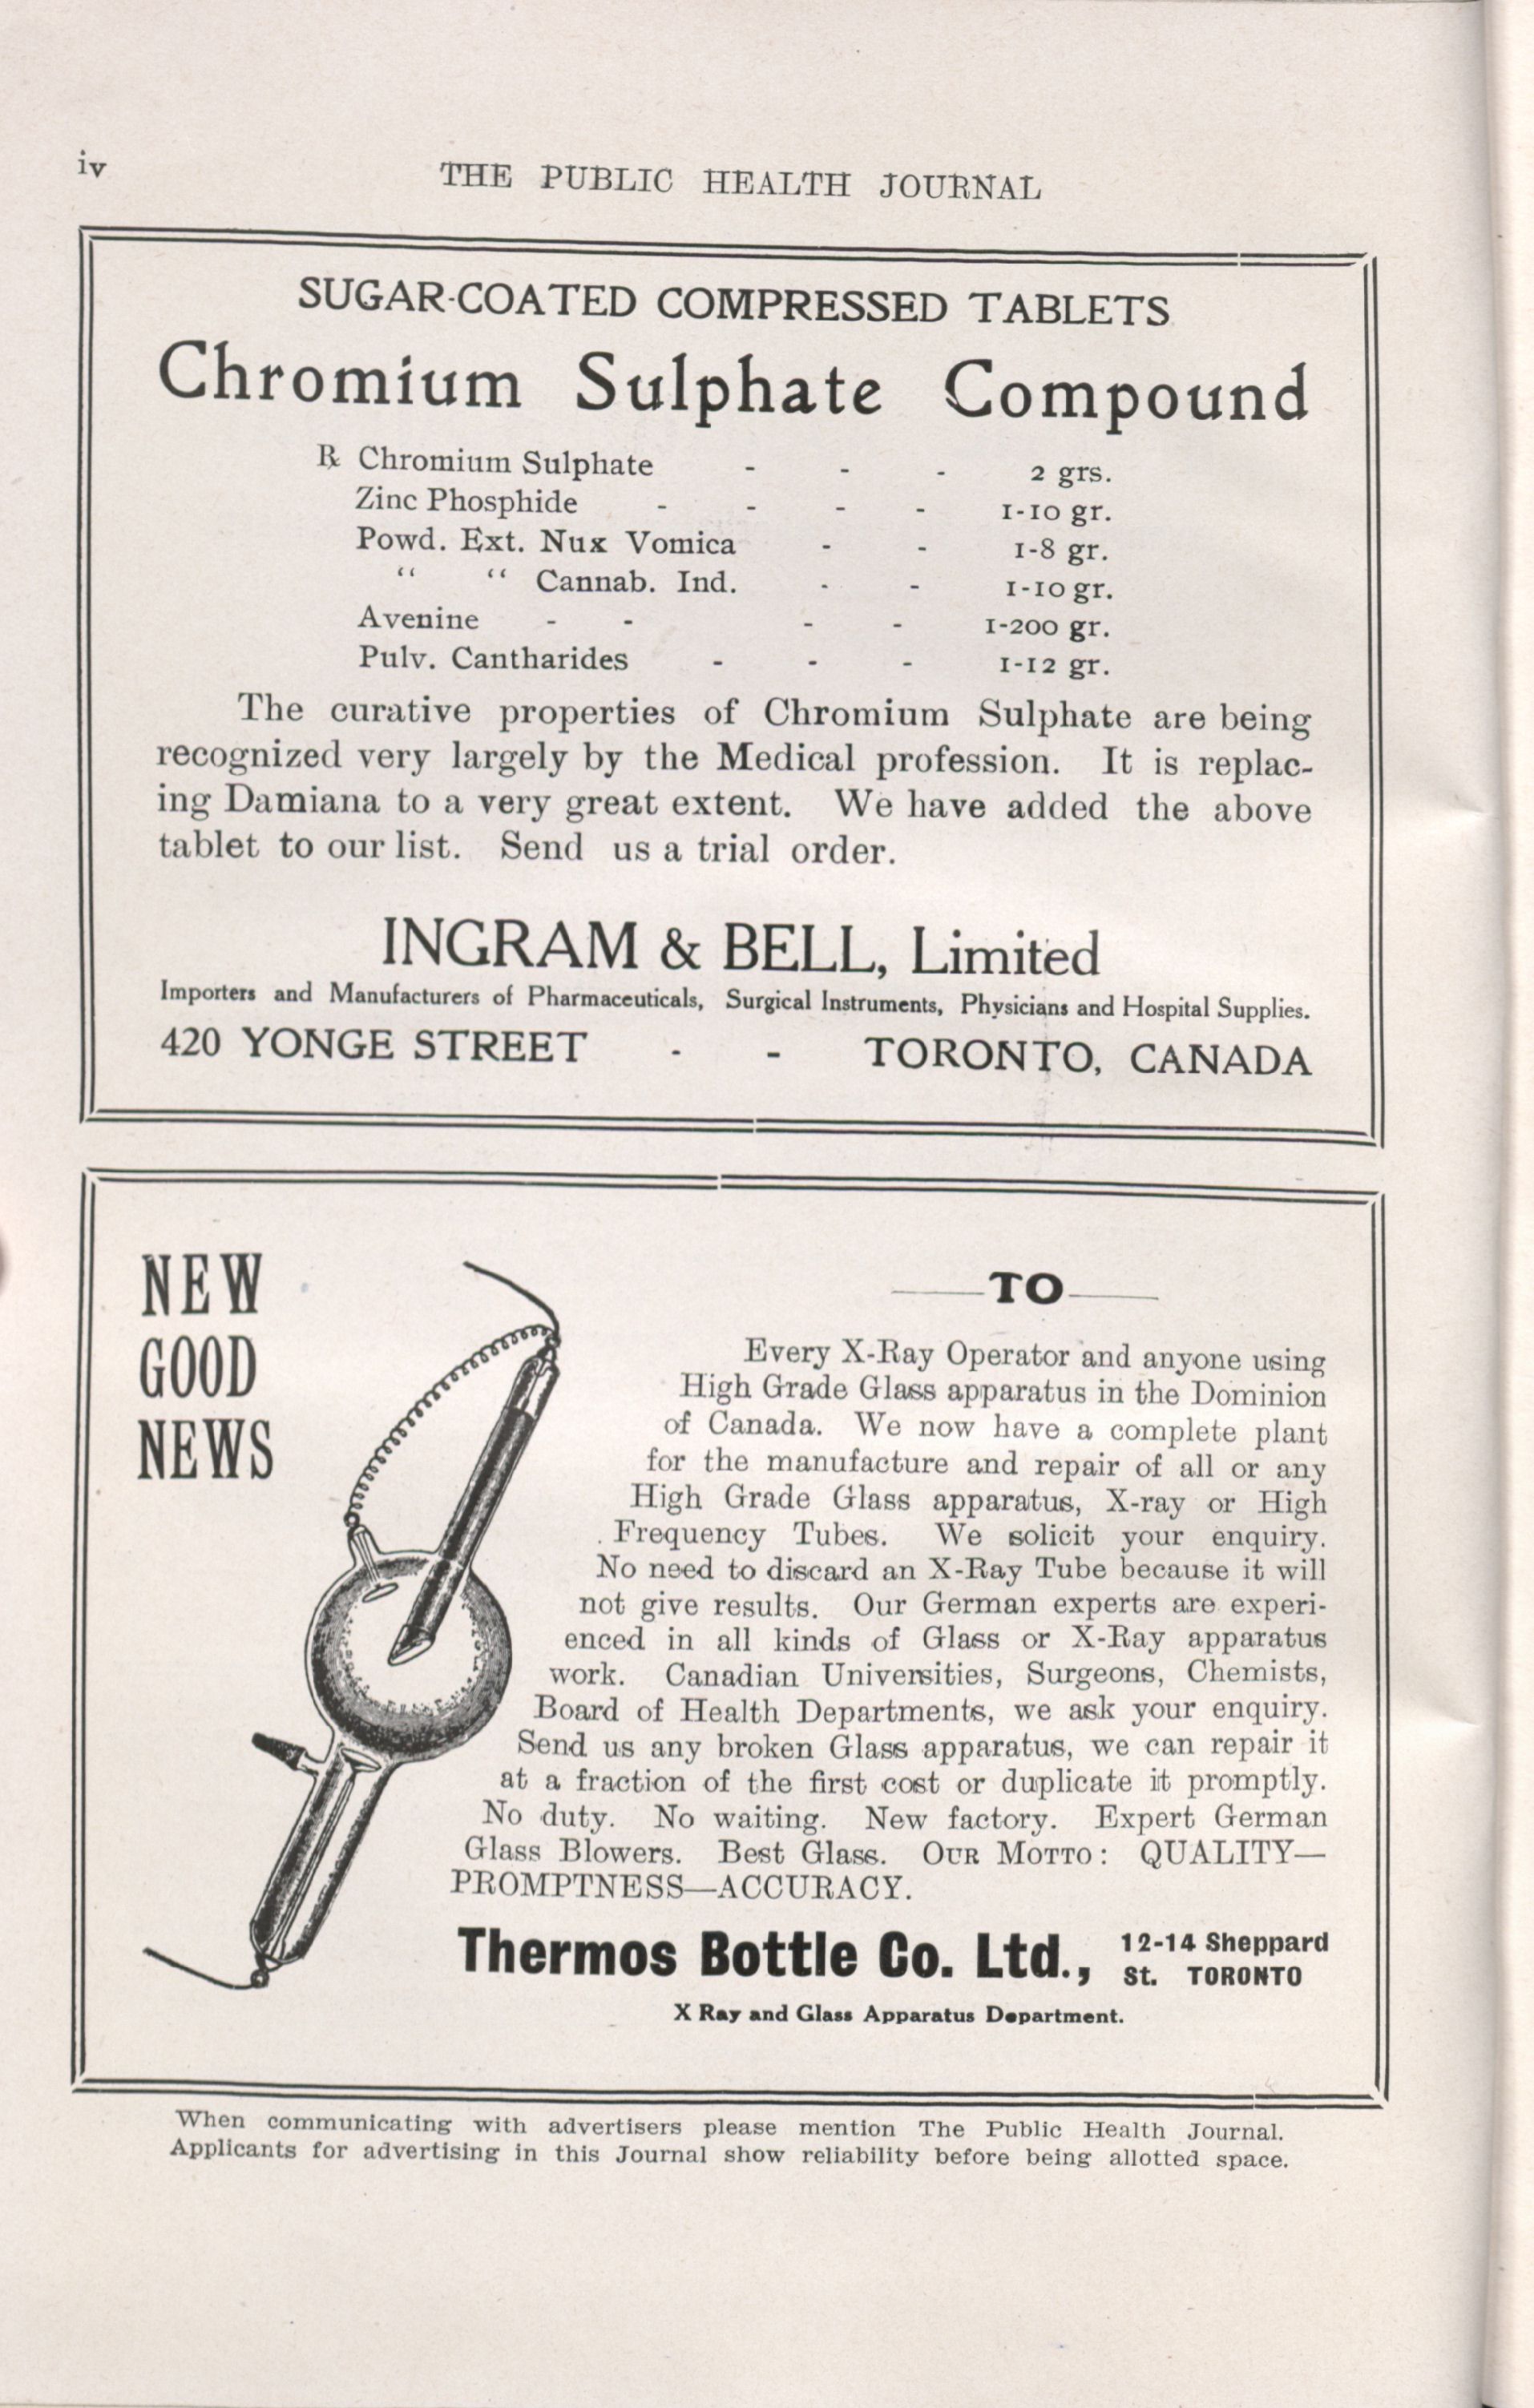 iv
THE PUBLIC HEALTH JOURNAL
SUGAR-COATED COMPRESSED TABLETS
Chromium Sulphate Compound
℞ Chromium Sulphate - - - 2 grs.
Zinc Phosphide - - - - 1-10 gr.
Powd. Ext. Nux Vomica - - 1-8 gr.
“ “ Cannab. Ind. - - 1-10 gr.
Avenine - - - - 1-200 gr.
Pulv. Cantharides - - - 1-12 gr.
The curative properties of Chromium Sulphate are being
recognized very largely by the Medical profession. It is replac-
ing Damiana to a very great extent. We have added the above
tablet to our list. Send us a trial order.
INGRAM & BELL, Limited
Importers and Manufacturers of Pharmaceuticals, Surgical Instruments, Physicians and Hospital Supplies.
420 YONGE STREET - - TORONTO, CANADA
NEW
GOOD
NEWS
TO
Every X-Ray Operator and anyone using
High Grade Glass apparatus in the Dominion
of Canada. We now have a complete plant
for the manufacture and repair of all or any
High Grade Glass apparatus, X-ray or High
Frequency Tubes. We solicit your enquiry.
No need to discard an X-Ray Tube because it will
not give results. Our German experts are experi-
enced in all kinds of Glass or X-Ray apparatus
work. Canadian Universities, Surgeons, Chemists,
Board of Health Departments, we ask your enquiry.
Send us any broken Glass apparatus, we can repair it
at a fraction of the first cost or duplicate it promptly.
No duty. No waiting. New factory. Expert German
Glass Blowers. Best Glass. OUR MOTTO: QUALITY—
PROMPTNESS—ACCURACY.
Thermos Bottle Co. Ltd., 12-14 Sheppard
St. TORONTO
X Ray and Glass Apparatus Department.
When communicating with advertisers please mention The Public Health Journal.
Applicants for advertising in this Journal show reliability before being allotted space.